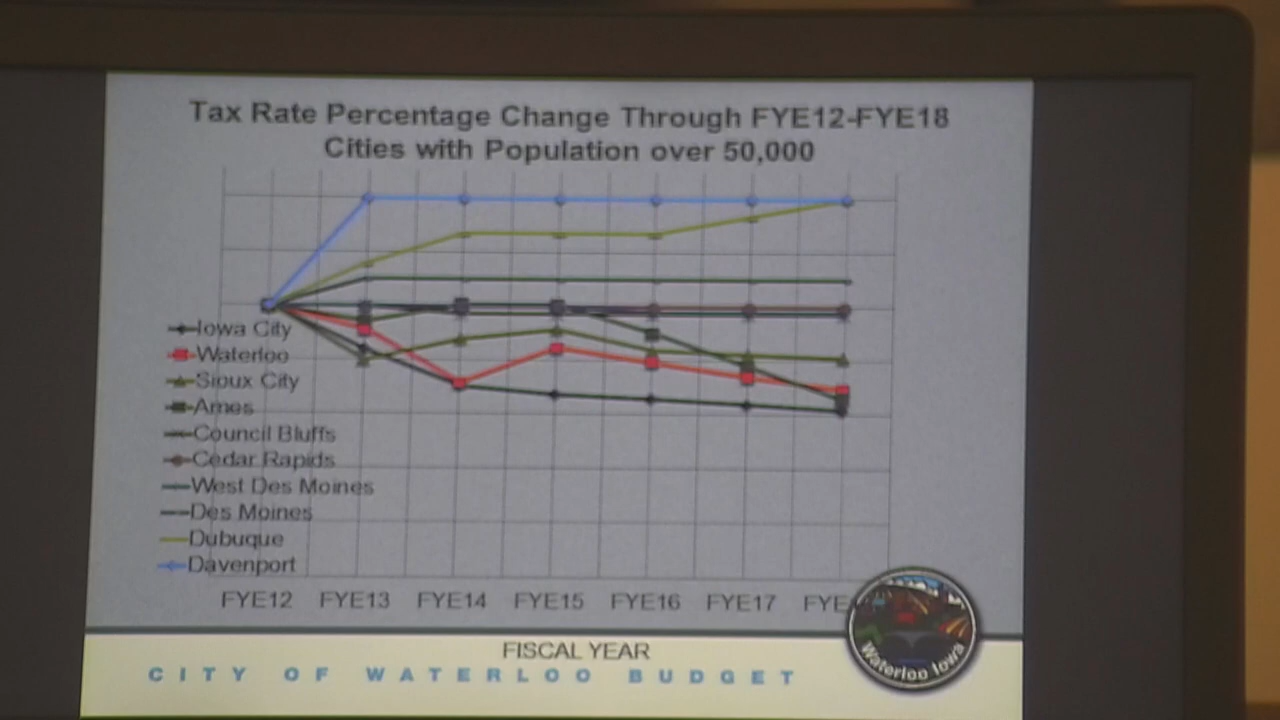 Tax Rate Percentage Change Through FYE12-FYE18
Cities with Population over 50,000
Iowa City
Waterloo
Sioux City
Ames
Council Bluffs
Cedar Rapids
West Des Moines
Des Moines
Dubuque
Davenport
FYE12 FYE13 FYE14 FYE15 FYE16 FYE17 FYE
FISCAL YEAR
CITY OF WATERLOO BUDGET
Waterloo Iowa